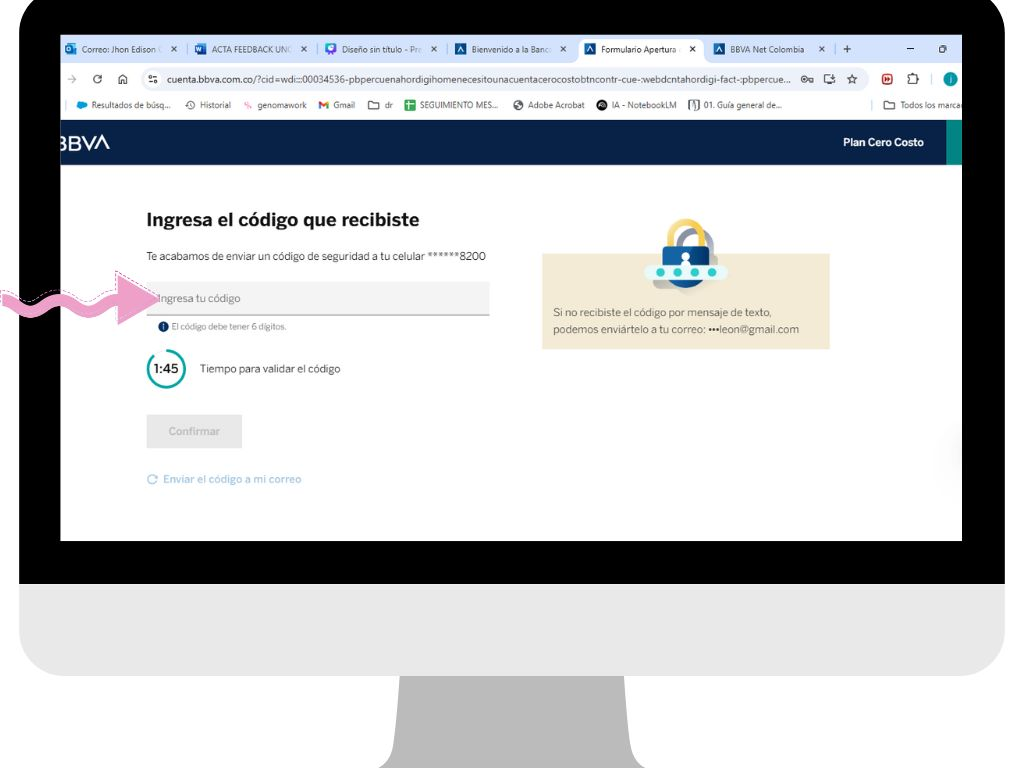 Correo: Jhon Edison
ACTA FEEDBACK UNC
Diseño sin título - Pre
Bienvenido a la Banc
Formulario Apertura
BBVA Net Colombia
cuenta.bbva.com.co/?cid=wdi:::00034536-pbpercuenahordigihomenecesitounacuentacerocostobtncontr-cue-:webdcntahordigi-fact-:pbpercue...
Resultados de búsq...
Historial
genomawork
Gmail
dr
SEGUIMIENTO MES...
Adobe Acrobat
IA - NotebookLM
01. Guía general de...
Todos los marca
BBVA
Plan Cero Costo
Ingresa el código que recibiste
Te acabamos de enviar un código de seguridad a tu celular ******8200
Ingresa tu código
El código debe tener 6 dígitos.
1:45
Tiempo para validar el código
Confirmar
Enviar el código a mi correo
Si no recibiste el código por mensaje de texto,
podemos enviártelo a tu correo: •••leon@gmail.com